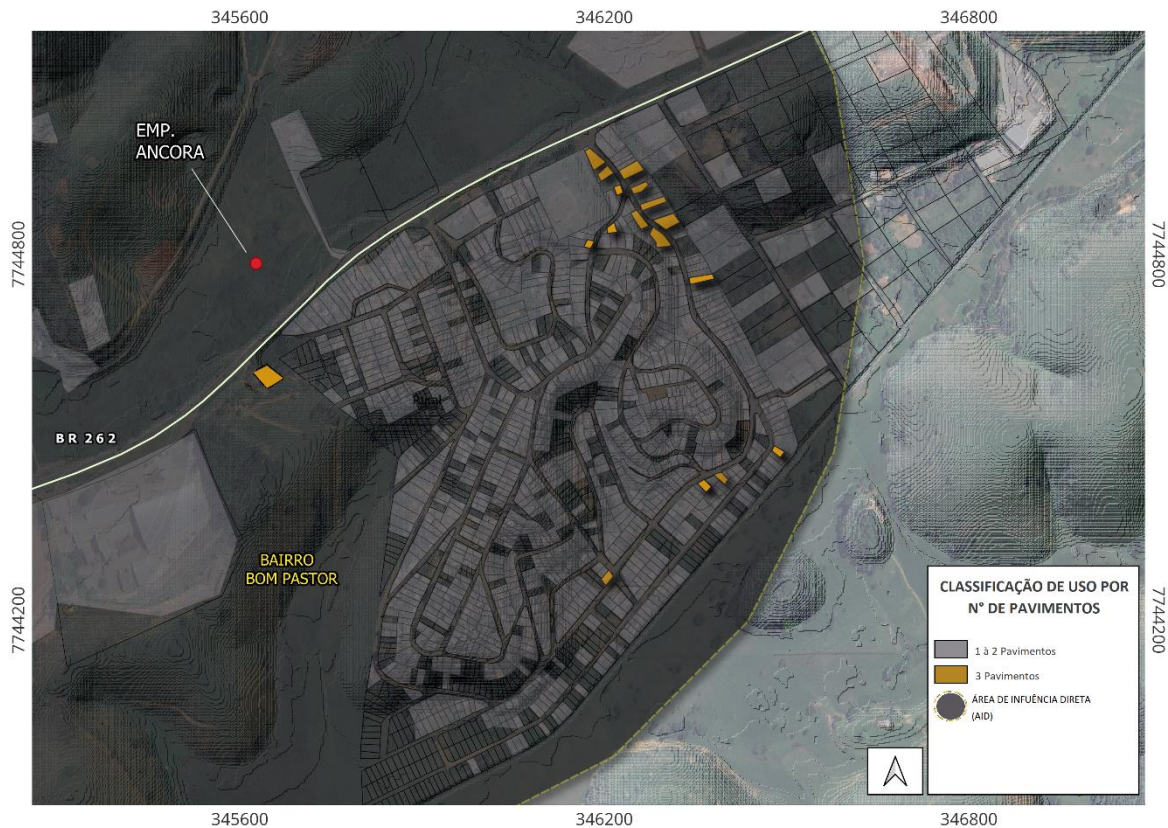 345600 346200 346800
EMP.
ANCORA
7744800
7744800
Rural
BR 262
BAIRRO
BOM PASTOR
7744200
7744200
CLASSIFICAÇÃO DE USO POR
N° DE PAVIMENTOS
1 à 2 Pavimentos
3 Pavimentos
ÁREA DE INFUÊNCIA DIRETA
(AID)
345600 346200 346800